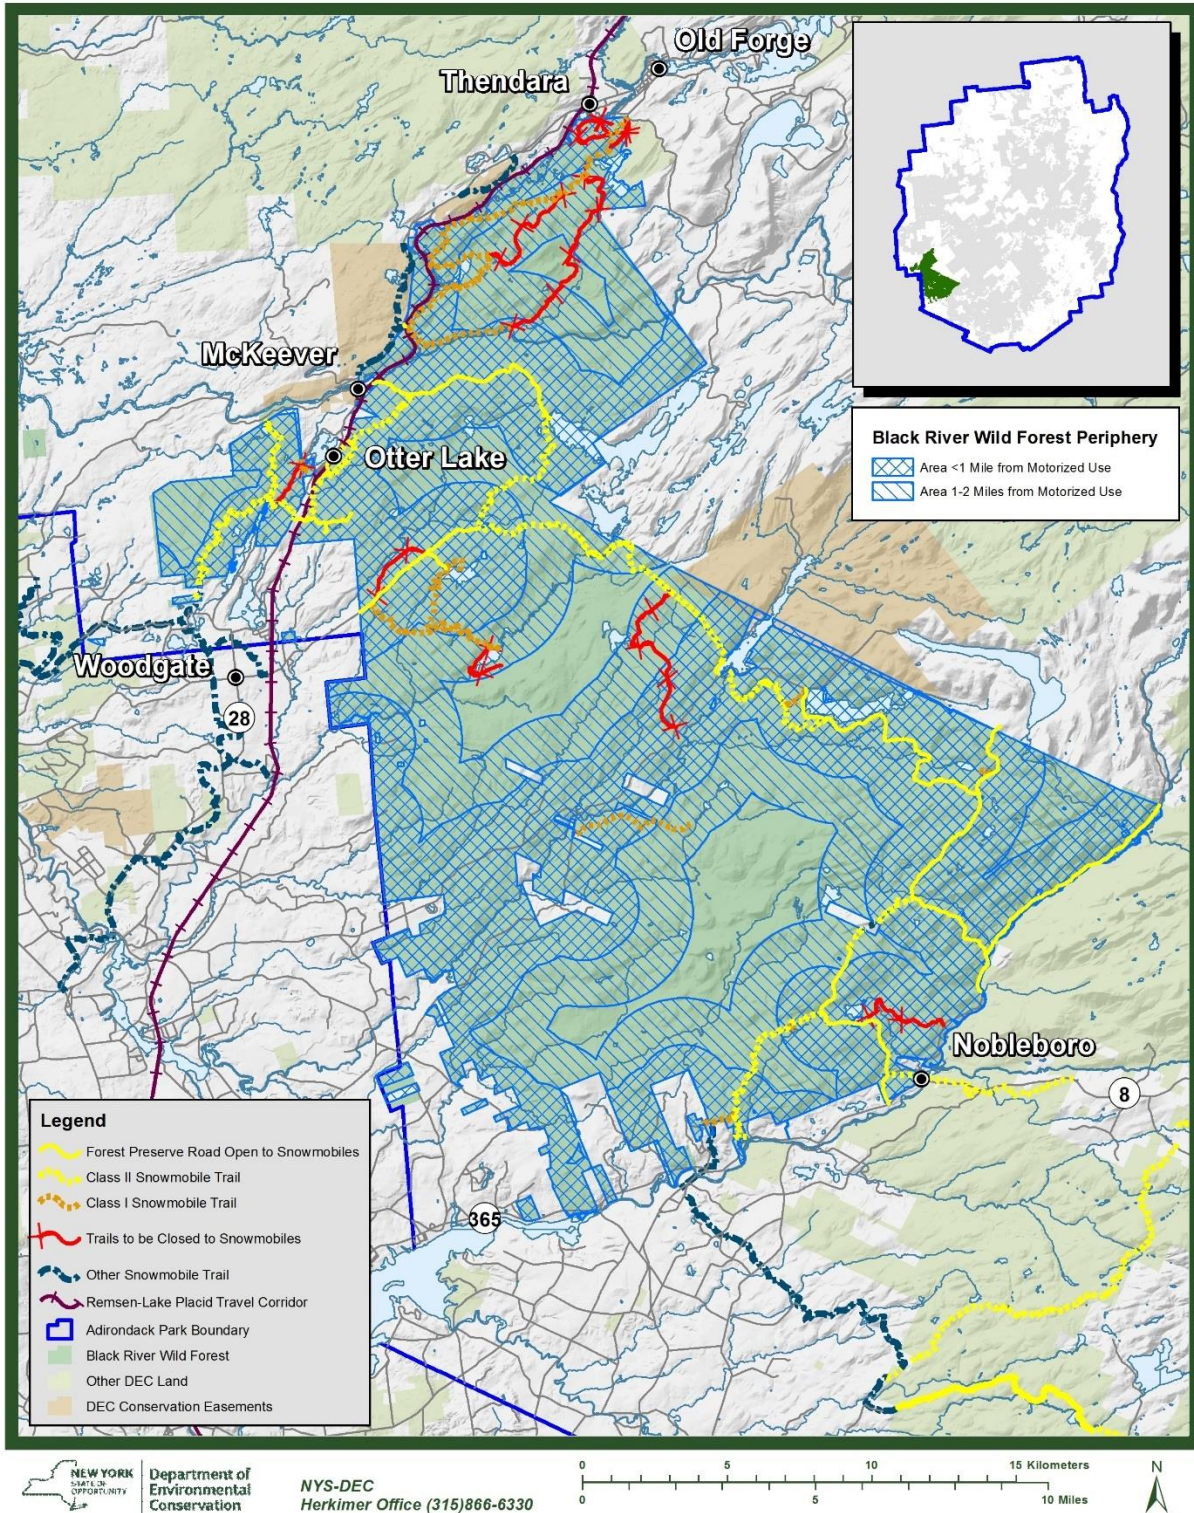 Old Forge
Thendara
McKeever
Otter Lake
Woodgate
28
Nobleboro
8
365
Black River Wild Forest Periphery
Area <1 Mile from Motorized Use
Area 1-2 Miles from Motorized Use
Legend
Forest Preserve Road Open to Snowmobiles
Class II Snowmobile Trail
Class I Snowmobile Trail
Trails to be Closed to Snowmobiles
Other Snowmobile Trail
Remsen-Lake Placid Travel Corridor
Adirondack Park Boundary
Black River Wild Forest
Other DEC Land
DEC Conservation Easements
NEW YORK
STATE OF
OPPORTUNITY
Department of
Environmental
Conservation
NYS-DEC
Herkimer Office (315)866-6330
0 5 10 15 Kilometers
0 5 10 Miles
N